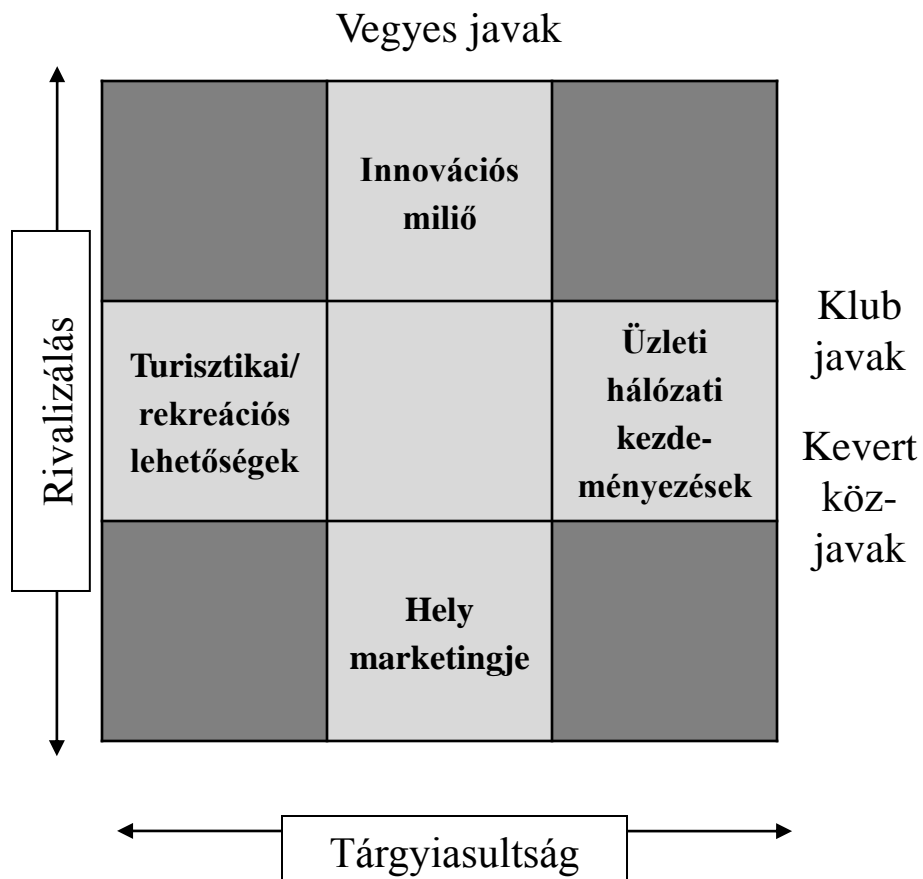 Vegyes javak
Innovációs
miliő
Rivalizálás
Turisztikai/
rekreációs
lehetőségek
Üzleti
hálózati
kezde-
ményezések
Klub
javak
Kevert
köz-
javak
Hely
marketingje
Tárgyiasultság